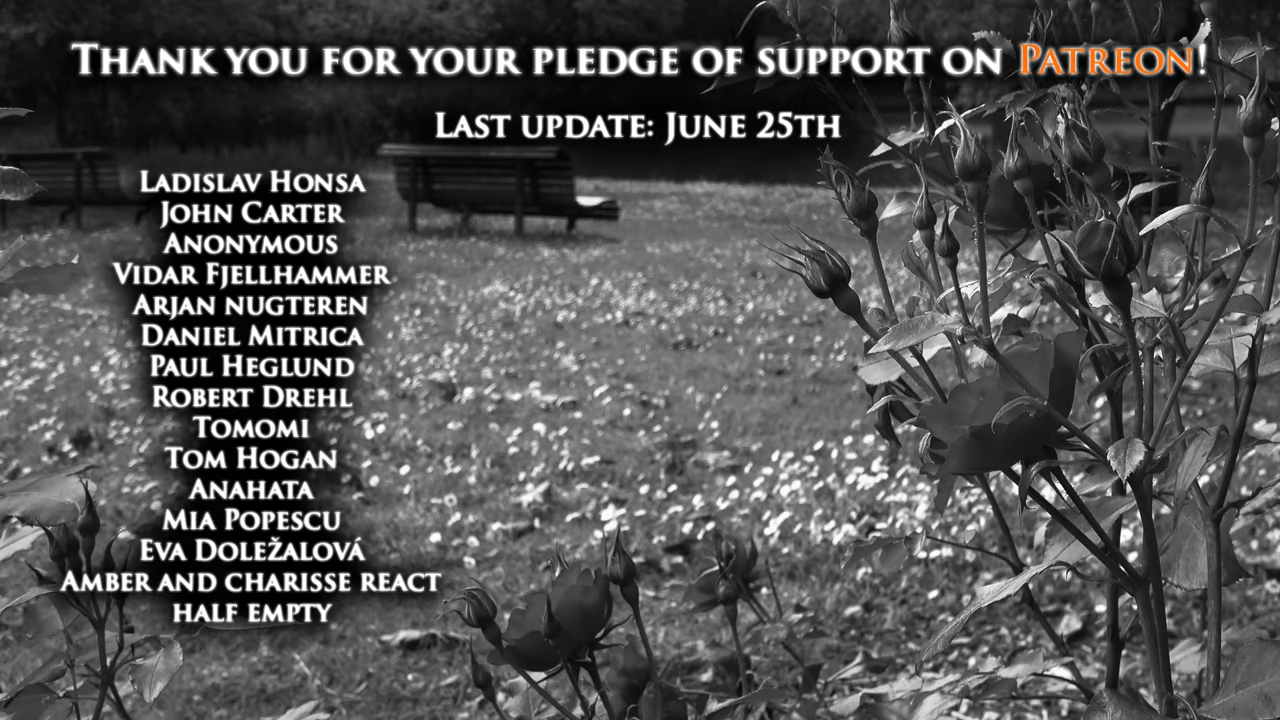 Thank you for your pledge of support on Patreon!
Last update: June 25th
Ladislav Honsa
John Carter
Anonymous
Vidar Fjellhammer
Arjan nugteren
Daniel Mitrica
Paul Heglund
Robert Drehl
Tomomi
Tom Hogan
Anahata
Mia Popescu
Eva Doležalová
Amber and charisse react
half empty